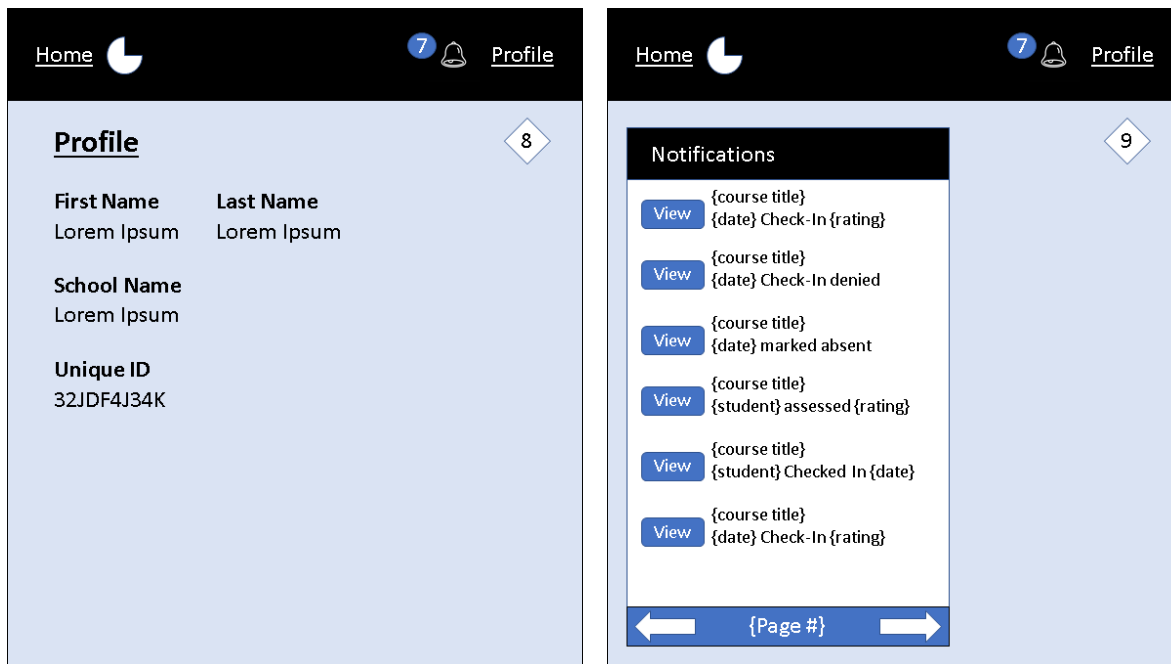 Home 7 Profile
Profile 8
First Name Last Name
Lorem Ipsum Lorem Ipsum
School Name
Lorem Ipsum
Unique ID
32JDF4J34K
Home 7 Profile
9
Notifications
{course title}
View {date} Check-In {rating}
{course title}
View {date} Check-In denied
{course title}
View {date} marked absent
{course title}
View {student} assessed {rating}
{course title}
View {student} Checked In {date}
{course title}
View {date} Check-In {rating}
{Page #}